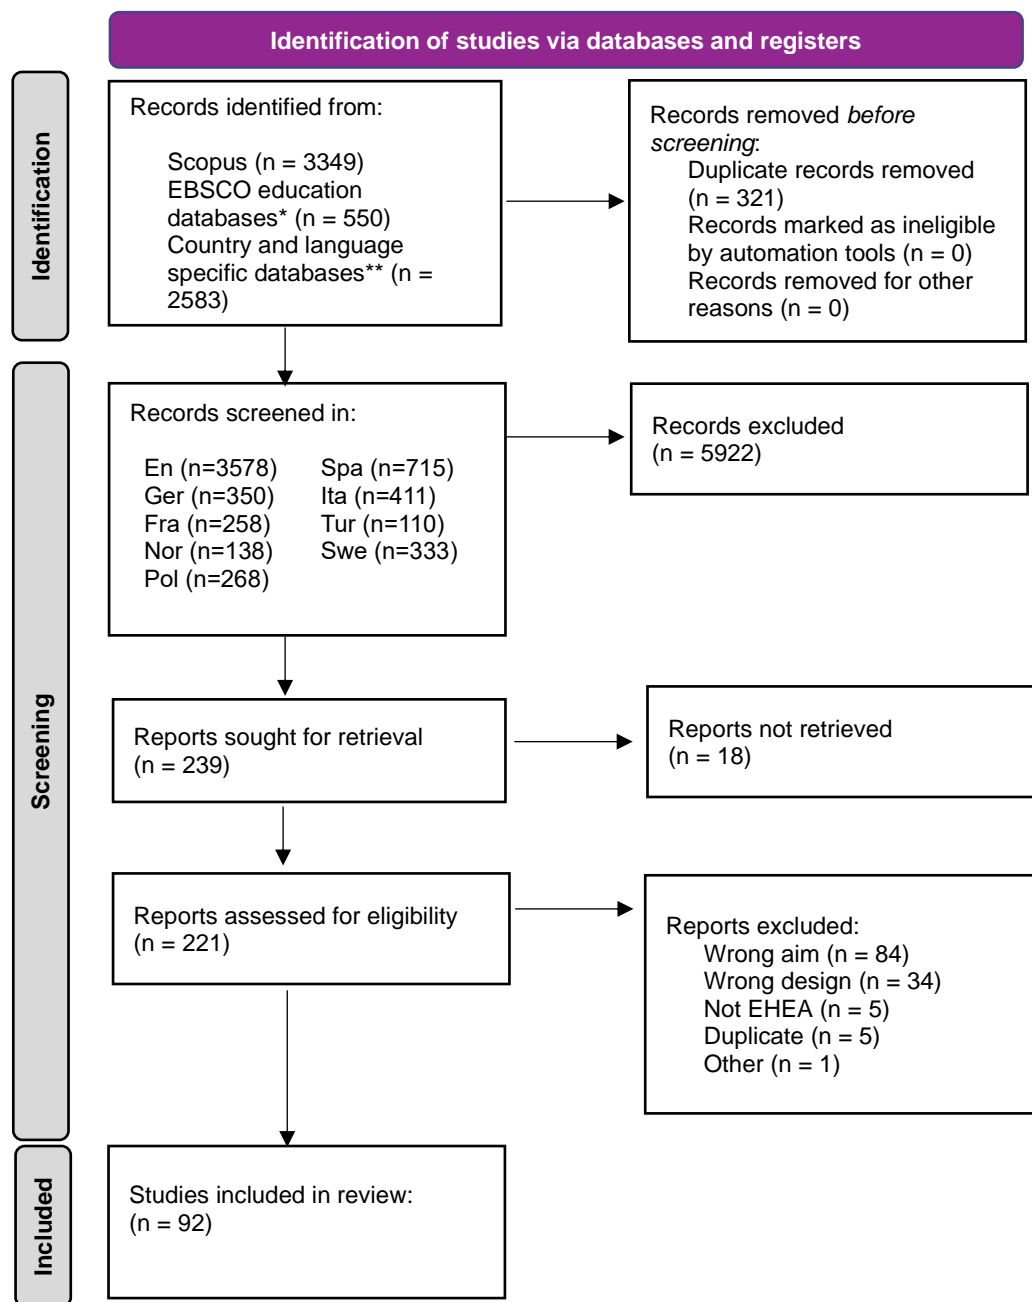 Identification of studies via databases and registers
Identification
Records identified from:
Scopus (n = 3349)
EBSCO education
databases* (n = 550)
Country and language
specific databases** (n =
2583)
Records removed before
screening:
Duplicate records removed
(n = 321)
Records marked as ineligible
by automation tools (n = 0)
Records removed for other
reasons (n = 0)
Screening
Records screened in:
En (n=3578) Spa (n=715)
Ger (n=350) Ita (n=411)
Fra (n=258) Tur (n=110)
Nor (n=138) Swe (n=333)
Pol (n=268)
Records excluded
(n = 5922)
Reports sought for retrieval
(n = 239)
Reports not retrieved
(n = 18)
Reports assessed for eligibility
(n = 221)
Reports excluded:
Wrong aim (n = 84)
Wrong design (n = 34)
Not EHEA (n = 5)
Duplicate (n = 5)
Other (n = 1)
Included
Studies included in review:
(n = 92)